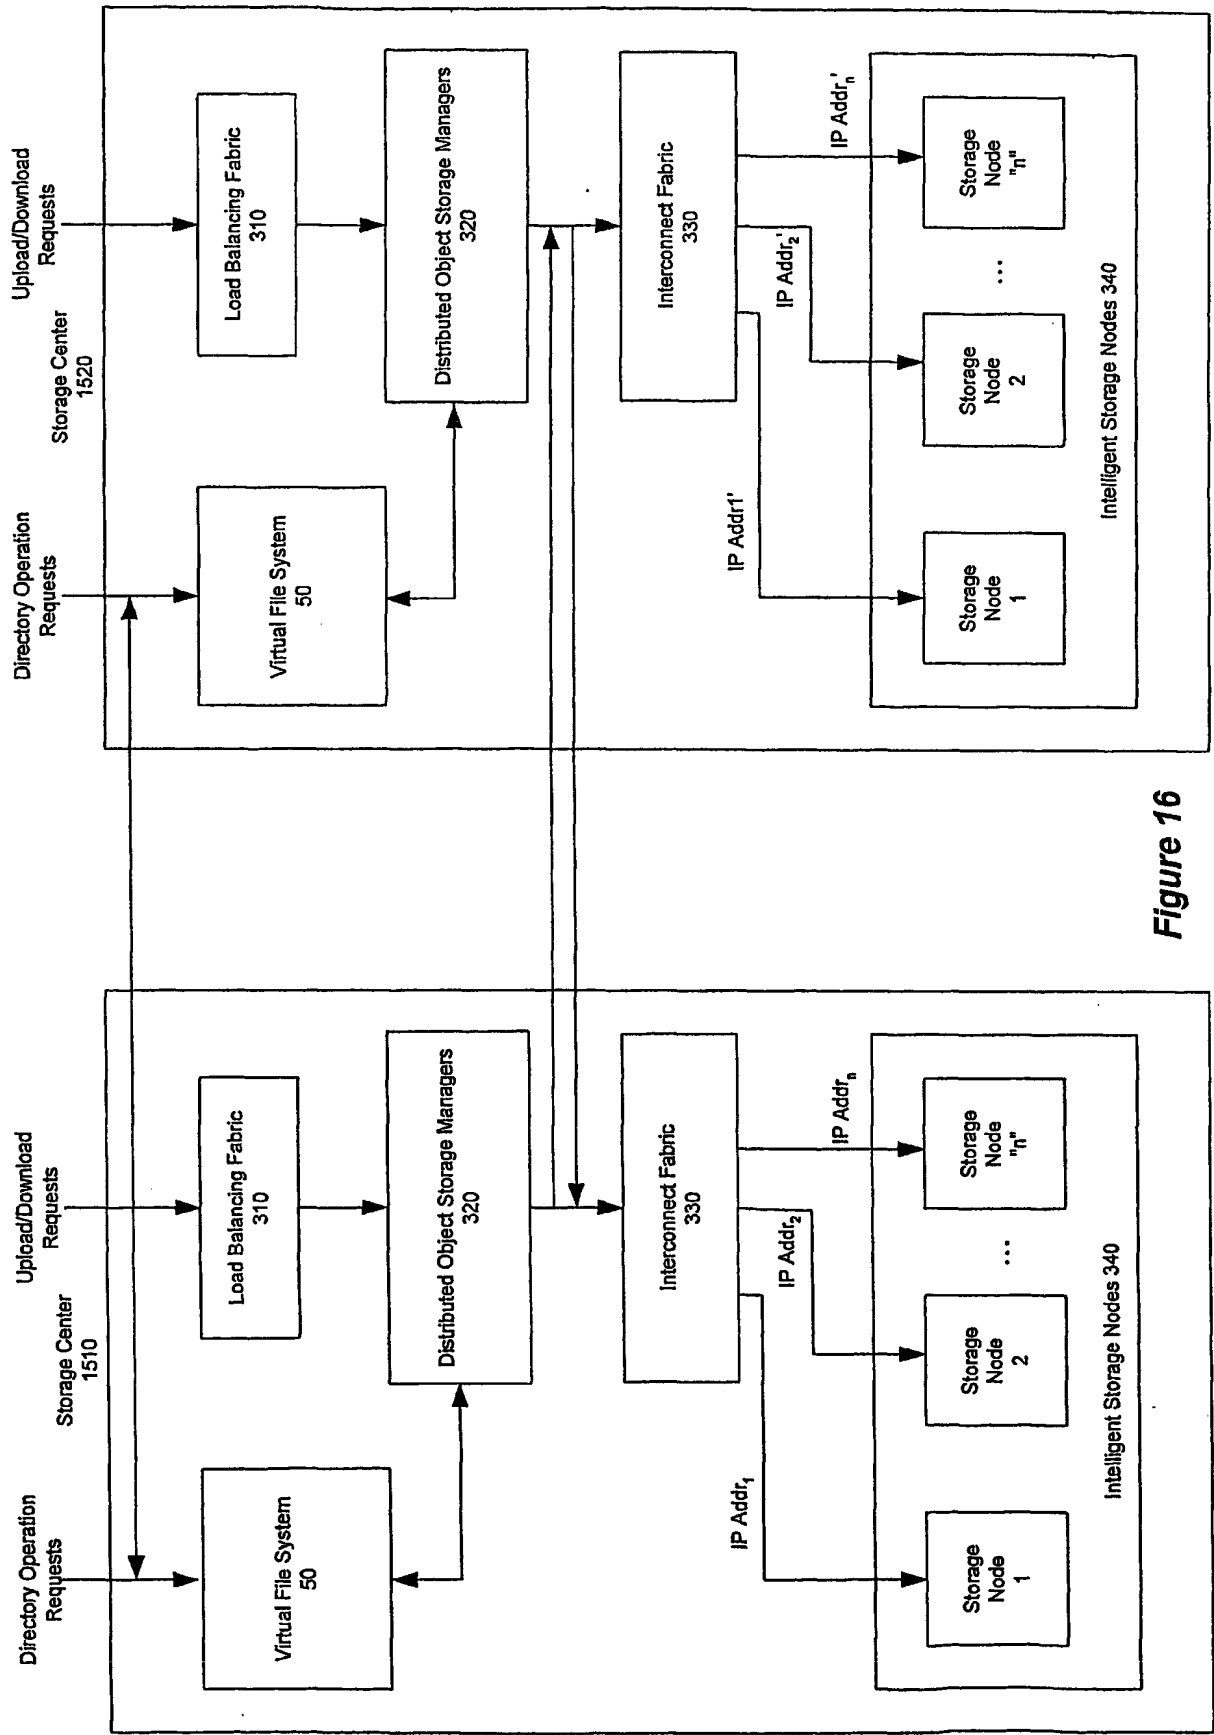 Directory Operation
Requests
Storage Center
1510
Upload/Download
Requests
Virtual File System
50
Load Balancing Fabric
310
Distributed Object Storage Managers
320
Interconnect Fabric
330
IP Addr₁
IP Addr₂
IP Addrₙ
Storage
Node
1
Storage
Node
2
...
Storage
Node
"n"
Intelligent Storage Nodes 340
Directory Operation
Requests
Storage Center
1520
Upload/Download
Requests
Virtual File System
50
Load Balancing Fabric
310
Distributed Object Storage Managers
320
Interconnect Fabric
330
IP Addr1'
IP Addr₂'
IP Addrₙ'
Storage
Node
1
Storage
Node
2
...
Storage
Node
"n"
Intelligent Storage Nodes 340
Figure 16